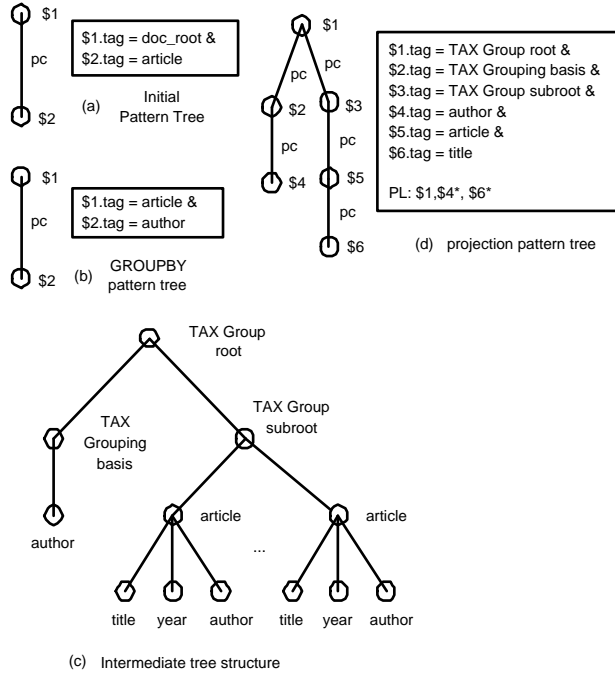 $1
pc
$2
$1.tag = doc_root &
$2.tag = article
(a) Initial
Pattern Tree
$1
pc
$2
$1.tag = article &
$2.tag = author
(b) GROUPBY
pattern tree
$1
pc pc
$2 $3
pc pc
$4 $5
pc
$6
$1.tag = TAX Group root &
$2.tag = TAX Grouping basis &
$3.tag = TAX Group subroot &
$4.tag = author &
$5.tag = article &
$6.tag = title
PL: $1,$4*, $6*
(d) projection pattern tree
TAX Group
root
TAX
Grouping
basis
TAX Group
subroot
author
article
article
...
title year author title year author
(c) Intermediate tree structure